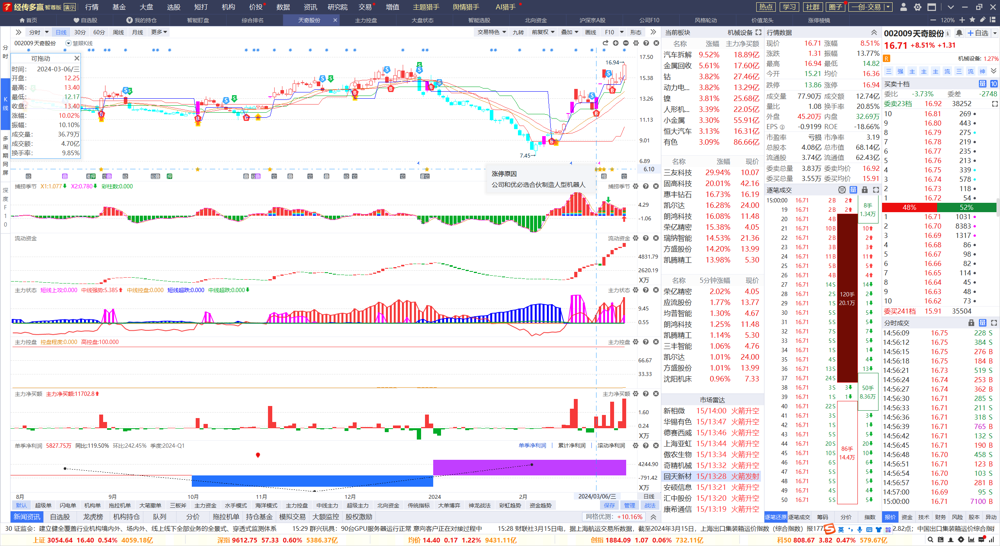 经传多赢 智尊版 演示 行情 基金 大盘 选股 短打 机构 价投 数据 资讯 研究院 交易 增值 主题猎手 舆情猎手 AI猎手 热点 学习 社群 圈子 一创-交易
首页 自选股 我的持仓 智能盯盘 综合排名 天奇股份 主力控盘 大盘状态 智能选股 北向资金 沪深京A股 公司F10 风格轮动 价值龙头 涨停棱镜 120%
分时 日线 30分 60分 周线 月线 更多 交易特色 九转 前复权 叠加 画线 F10 形态
002009天奇股份 慧眼K线
分时
K线
多周期同屏
深度F10
可拖动
时间: 2024-03-06/三
开盘: 12.25
最高: 13.40
最低: 12.17
收盘: 13.40
涨幅: 10.02%
振幅: 10.10%
成交量: 36.79万
成交额: 4.70亿
换手率: 9.85%
16.94→
7.45→
17.50
15.38
13.26
11.13
9.01
6.89
6.10
涨停原因
公司和优必选合伙制造人型机器人
捕捞季节 X1:1.077 X2:0.780 彩柱数:0.000 捕捞季节
4.29
-1.06
流动资金 流动资金
4831.79
2620.19
X万
主力状态 短线上攻:0.000 中线强势:5.385 中线控盘:0.000 短线超跌:0.000 中线超跌:0.000 主力状态
9.45
0.55
主力控盘 控盘程度:0.000 高控盘:100.000 主力控盘
66.67
33.33
主力净买额 主力净买额:11702.8 主力净买额
1.60
0.24
X万
单季净利润 5827.75万 同比:119.50% 环比:242.45% 季度:2024-Q1 单季净利润 累计净利润 滚动净利润
4244.90
-791.42
X万
8月 9月 10月 11月 12月 2024 2月 2024/03/06/三 日线
默认 超级单 闪电单 机构单 拖拉机单 大笔撤单 三板斧 主力资金 水手模式 海洋模式 主力控盘 中线主力 超级主力 北向资金 传统指标 大单博弈 神龙战法 彩虹趋势 资金趋势 保存 管理 战法
新闻资讯 自选股 龙虎榜 机构持仓 队列 分价 拖拉机单 持仓基金 模拟交易 大额监控 股权激励 网格优测: +10.16%
当前板块 机械设备
名称 涨幅 主力净买额
汽车拆解 9.52% 18.89亿
金属回收 5.61% 17.60亿
钴 3.82% 27.46亿
动力电... 3.82% 13.29亿
镍 3.81% 25.68亿
人形机... 3.39% 22.05亿
小金属 3.30% 55.91亿
恒大汽车 3.13% 16.31亿
有色 3.09% 86.66亿
名称 涨幅 现价
三友科技 29.94% 10.07
固高科技 20.01% 42.16
惠丰钻石 16.73% 16.19
凯尔达 16.28% 24.00
朗鸿科技 16.08% 11.48
荣亿精密 15.38% 4.05
瑞纳智能 14.53% 21.36
方盛股份 14.20% 13.99
凯腾精工 13.98% 5.30
名称 5分钟涨幅 现价
荣亿精密 2.02% 4.05
应流股份 1.77% 13.77
均普智能 1.30% 4.67
朗鸿科技 1.25% 11.48
凯腾精工 1.14% 5.30
三丰智能 1.06% 4.76
凯尔达 1.01% 24.00
方盛股份 1.01% 13.99
沈阳机床 0.96% 7.33
市场雷达
新相微 15/14:00 火箭升空
华锡有色 15/13:47 火箭升空
德赛西威 15/13:46 火箭升空
上海亚虹 15/13:44 火箭升空
傲农生物 15/13:34 火箭升空
奇精机械 15/13:32 火箭升空
回天新材 15/13:28 火箭发射
安硕信息 15/13:21 火箭升空
汇中股份 15/13:20 火箭升空
康希通信 15/13:19 火箭升空
行情数据
现价 16.71 涨幅 8.51%
涨跌 1.31 振幅 13.77%
最高 16.94 最低 14.82
今开 15.21 均价 16.36
跌停 13.86 涨停 16.94
成交量 77.90万 成交额 12.74亿
量比 1.08 换手率 20.85%
外盘 45.20万 内盘 32.69万
EPS③ -0.9199 ROE -18.66%
市盈率 亏损 市净率 3.19
总股本 4.08亿 总市值 68.14亿
流通股 3.74亿 流通值 62.43亿
委卖总量 3.83万 委卖均价 16.92
委买总量 3.55万 委买均价 15.91
逐笔成交 量
15:00:00 16.71 2B 2
19 16.71 2B 2
20 16.71 4B
21 16.71 10B 10
22 16.71 2B 2
23 16.71 3B 3
24 16.71 11B 11
25 16.71 5B 5
26 16.71 4B 4
27 16.71 14S 14
28 16.71 2S 2
29 16.71 1S 1
30 16.71 5S 5
31 16.71 5S 5
32 16.71 7S 7
33 16.71 5S 5
34 16.71 1S 1
35 16.71 4S 4
36 16.71 13S 13
37 16.71 24S
38 16.71 3S 3
39 16.71 1S 1
40 16.71 22S
41 16.71 3S 3
42 16.71 1S 1
43 16.71 5S 5
44 16.71 20S 20
45 16.71 10S 10
46 16.71 6S 6
47 16.71 5S 5
48 16.71 5S 5
49 16.71 4S 4
50 16.71 5S 5
8手
1.34万
120手
20.1万
50手
8.36万
86手
14.4万
逐笔还原 逐笔成交 筹码 分价 指数
002009天奇股份 自选
16.71 +8.51% +1.31
R 机械设备: 1.27%
三 强 主 主 主 流 三 流 神
买卖十档 量 10
委比 -3.73% 委差 -2748
委卖23档 16.92 38252
10 16.81 269
9 16.80 443
8 16.79 275
7 16.78 219
6 16.77 235
5 16.76 213
4 16.75 339
3 16.74 578
2 16.73 118
1 16.72 54
48% 52%
1 16.71 1031
2 16.70 8383
3 16.69 1317
4 16.68 86
5 16.67 98
6 16.66 82
7 16.65 114
8 16.64 45
9 16.63 48
10 16.62 73
委买241档 15.91 35504
分时成交 量
14:56:09 16.75 228 S
14:56:12 16.75 384 S
14:56:15 16.75 276 B
14:56:18 16.75 184 B
14:56:21 16.73 519 S
14:56:24 16.74 253 B
14:56:27 16.74 362 B
14:56:30 16.71 285 S
14:56:33 16.71 211 S
14:56:36 16.71 318 S
14:56:39 16.71 765 B
14:56:42 16.71 132 S
14:56:45 16.71 190 B
14:56:48 16.70 458 S
14:56:51 16.71 123 B
14:56:54 16.70 103 S
14:56:57 16.70 281 B
14:57:00 16.69 95 S
15:00:00 16.71 7100 B
报价 资金 技术 财务 风险 股本 异动
30 证监会：建立健全覆盖行业机构境内外、场内外、线上线下全部业务的全景式、穿透式监测体系 15:29 群兴玩具：90台GPU服务器运行正常 意向客户正在对接过程中 15:28 财联社3月15日电，据上海航运交易所数据，截至2024年3月15日，上海出口集装箱运价指数（综合指数）报177 英 2.82点；中国出口集装箱运价综合指数
上证 3054.64 16.40 0.54% 4059.18亿 深指 9612.75 57.33 0.60% 5386.37亿 均价 14.40 0.17 1.22% 9431.11亿 创指 1884.09 1.07 0.06% 732.11亿 科50 808.67 3.82 0.47% 579.67亿